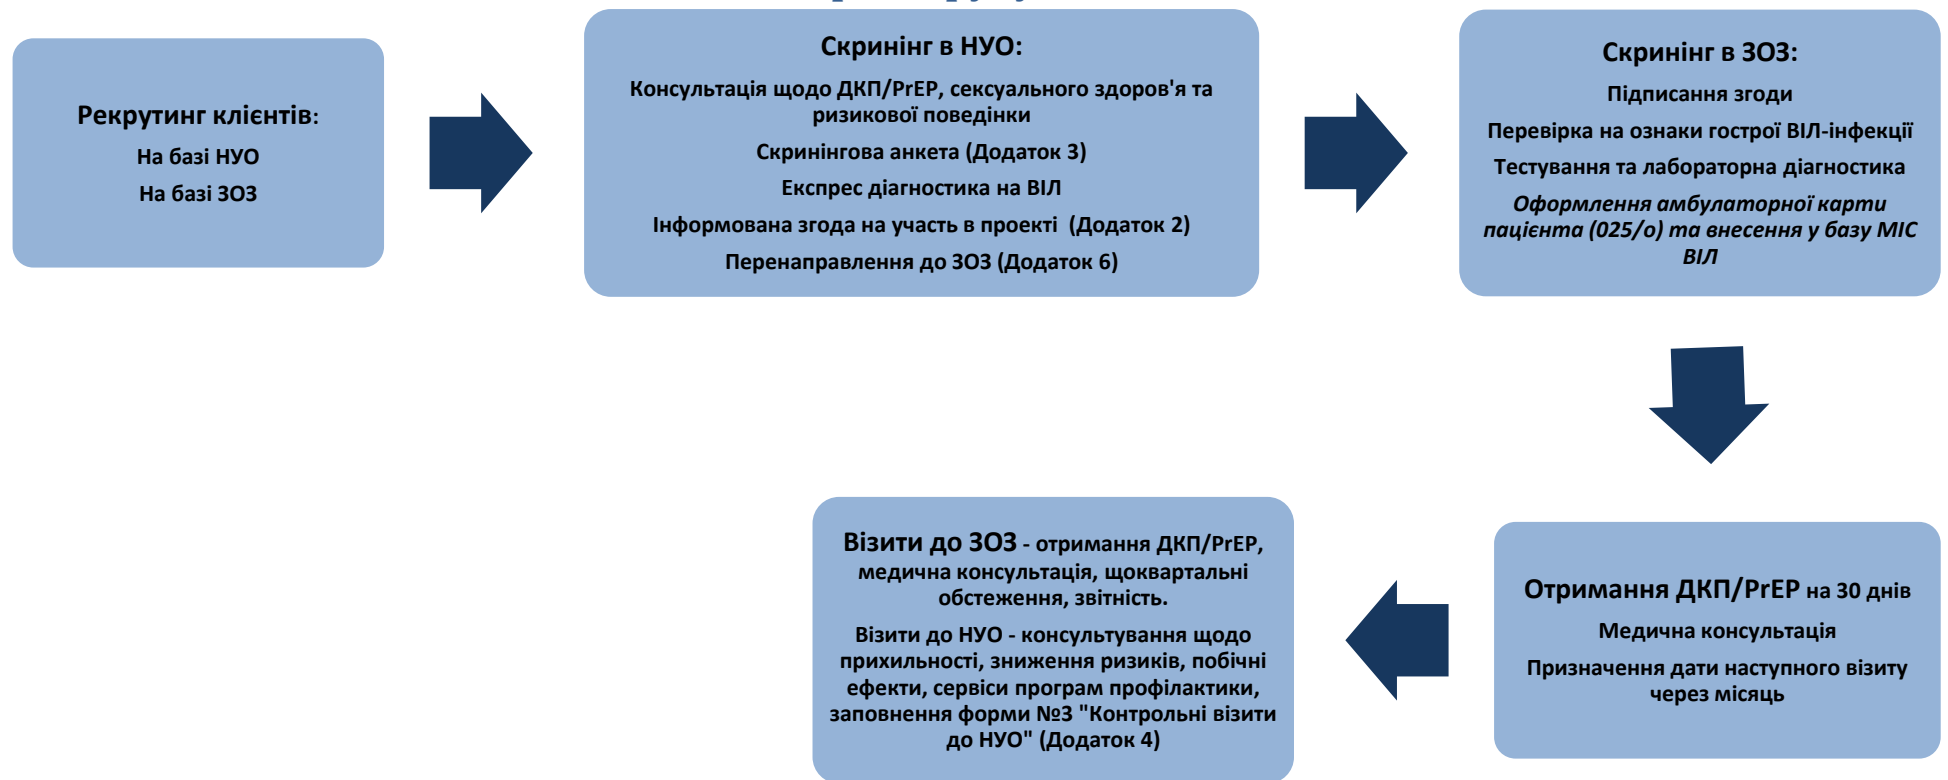 Рекрутинг клієнтів:
На базі НУО
На базі ЗОЗ
Скринінг в НУО:
Консультація щодо ДКП/PrEP, сексуального здоров'я та
ризикової поведінки
Скринінгова анкета (Додаток 3)
Експрес діагностика на ВІЛ
Інформована згода на участь в проекті (Додаток 2)
Перенаправлення до ЗОЗ (Додаток 6)
Скринінг в ЗОЗ:
Підписання згоди
Перевірка на ознаки гострої ВІЛ-інфекції
Тестування та лабораторна діагностика
Оформлення амбулаторної карти
пацієнта (025/о) та внесення у базу МІС
ВІЛ
Отримання ДКП/PrEP на 30 днів
Медична консультація
Призначення дати наступного візиту
через місяць
Візити до ЗОЗ - отримання ДКП/PrEP,
медична консультація, щоквартальні
обстеження, звітність.
Візити до НУО - консультування щодо
прихильності, зниження ризиків, побічні
ефекти, сервіси програм профілактики,
заповнення форми №3 "Контрольні візити
до НУО" (Додаток 4)